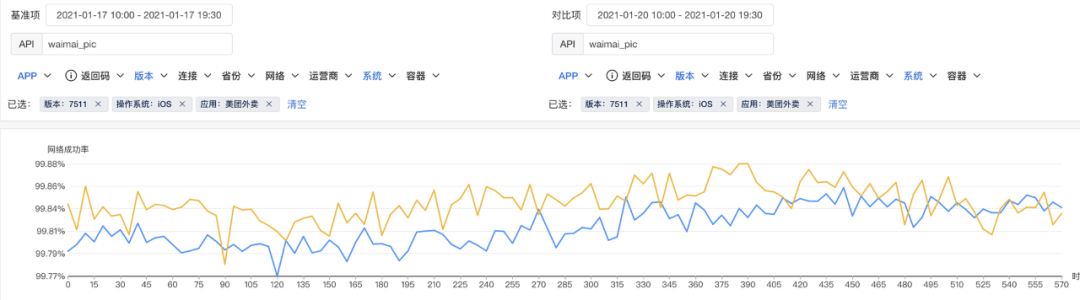 基准项 2021-01-17 10:00 - 2021-01-17 19:30 对比项 2021-01-20 10:00 - 2021-01-20 19:30
API waimai_pic API waimai_pic
APP 返回码 版本 连接 省份 网络 运营商 系统 容器 APP 返回码 版本 连接 省份 网络 运营商 系统 容器
已选： 版本：7511 × 操作系统：iOS × 应用：美团外卖 × 清空 已选： 版本：7511 × 操作系统：iOS × 应用：美团外卖 × 清空
网络成功率
99.88%
99.86%
99.84%
99.81%
99.79%
99.77%
0 15 30 45 60 75 90 105 120 135 150 165 180 195 210 225 240 255 270 285 300 315 330 345 360 375 390 405 420 435 450 465 480 495 510 525 540 555 570
时